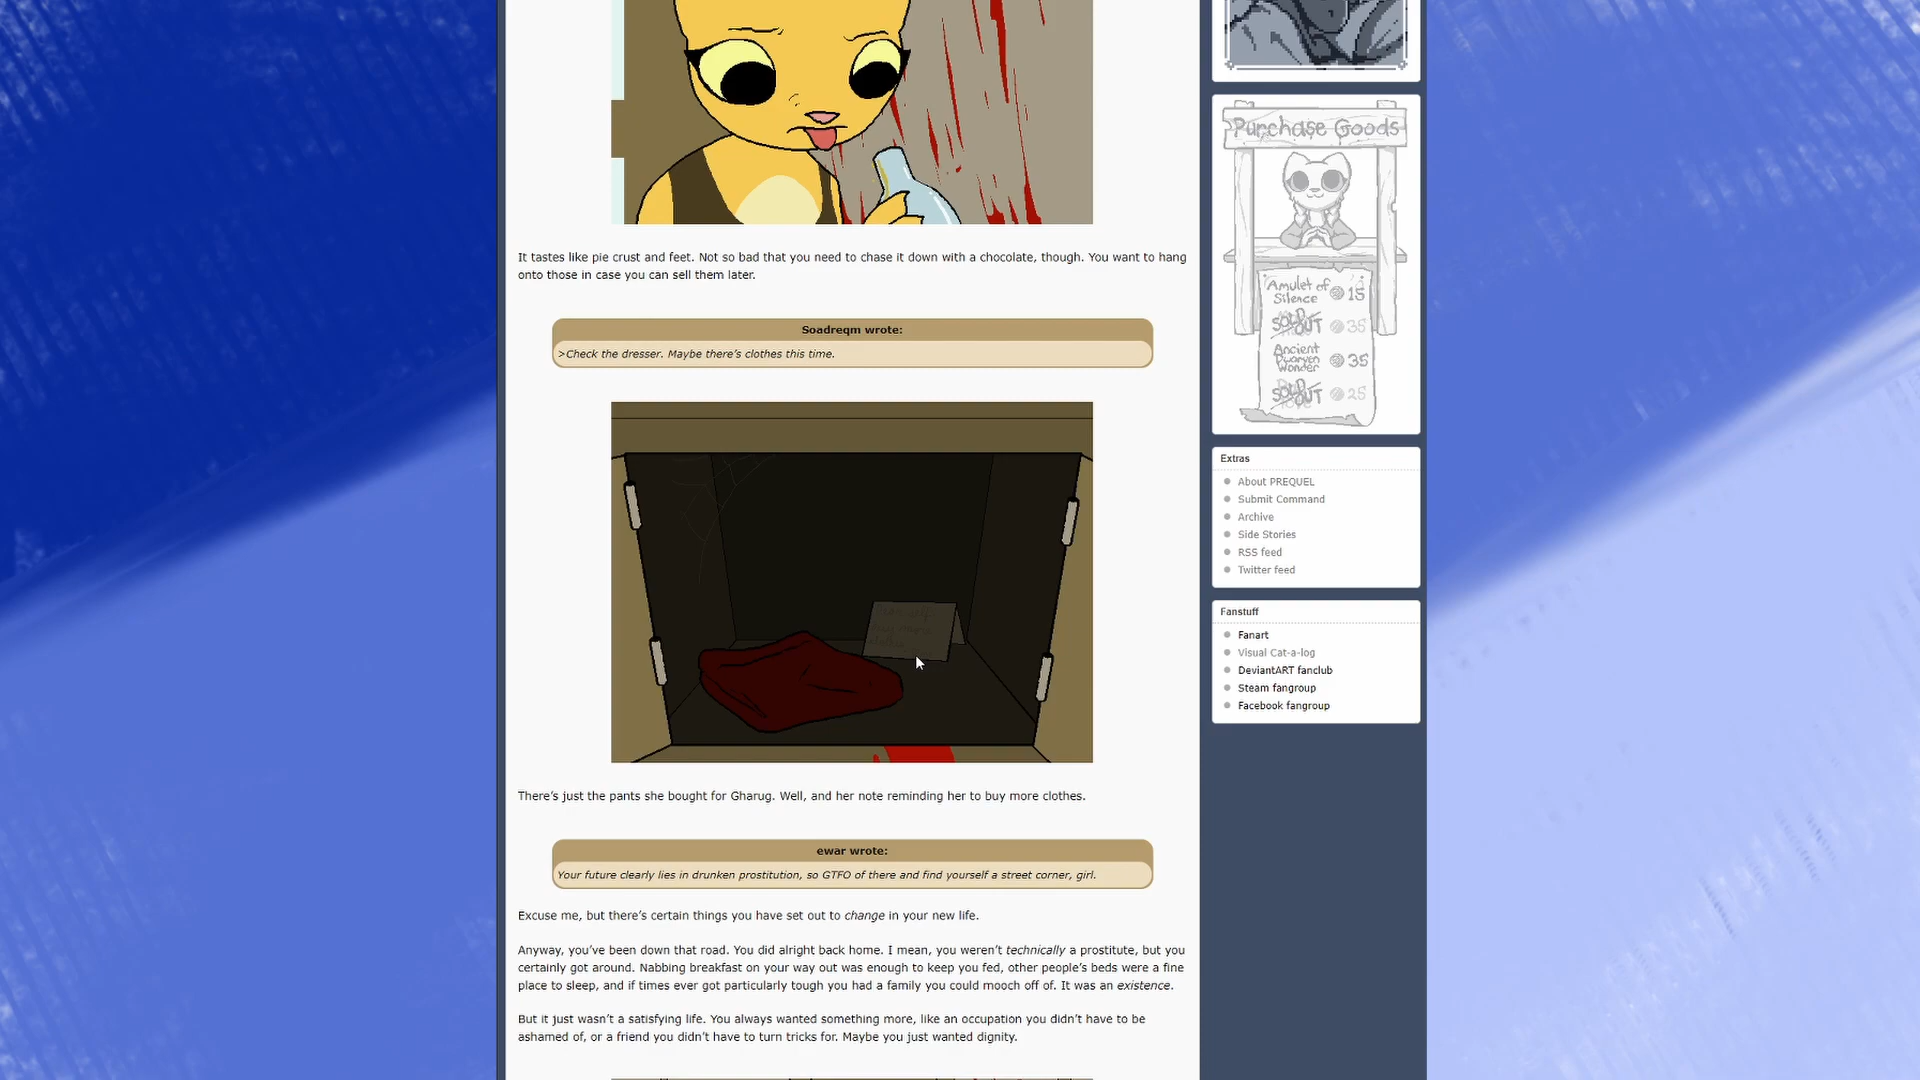 It tastes like pie crust and feet. Not so bad that you need to chase it down with a chocolate, though. You want to hang
onto those in case you can sell them later.
Soadreqm wrote:
>Check the dresser. Maybe there's clothes this time.
There's just the pants she bought for Gharug. Well, and her note reminding her to buy more clothes.
ewar wrote:
Your future clearly lies in drunken prostitution, so GTFO of there and find yourself a street corner, girl.
Excuse me, but there's certain things you have set out to change in your new life.
Anyway, you've been down that road. You did alright back home. I mean, you weren't technically a prostitute, but you
certainly got around. Nabbing breakfast on your way out was enough to keep you fed, other people's beds were a fine
place to sleep, and if times ever got particularly tough you had a family you could mooch off of. It was an existence.
But it just wasn't a satisfying life. You always wanted something more, like an occupation you didn't have to be
ashamed of, or a friend you didn't have to turn tricks for. Maybe you just wanted dignity.
Purchase Goods
Amulet of
Silence 15
SOLD OUT 35
Ancient
Dwarven
Wonder 35
SOLD OUT 25
Extras
About PREQUEL
Submit Command
Archive
Side Stories
RSS feed
Twitter feed
Fanstuff
Fanart
Visual Cat-a-log
DeviantART fanclub
Steam fangroup
Facebook fangroup